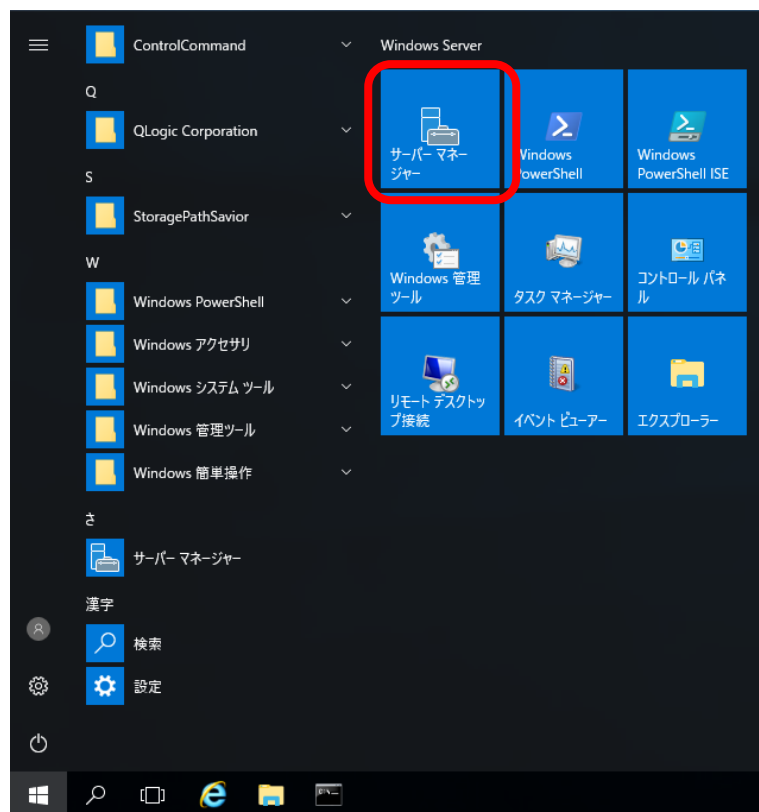 ControlCommand
Q
QLogic Corporation
S
StoragePathSavior
W
Windows PowerShell
Windows アクセサリ
Windows システム ツール
Windows 管理ツール
Windows 簡単操作
さ
サーバー マネージャー
漢字
検索
設定
Windows Server
サーバー マネー
ジャー
Windows
PowerShell
Windows
PowerShell ISE
Windows 管理
ツール
タスク マネージャー
コントロール パネ
ル
リモート デスクトッ
プ接続
イベント ビューアー
エクスプローラー